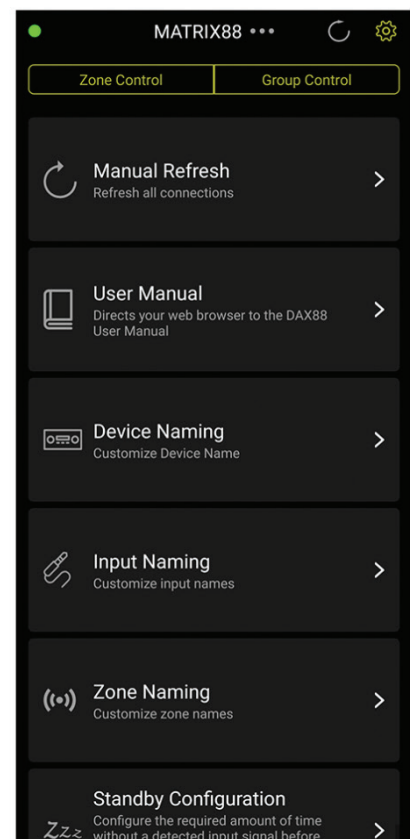 MATRIX88 •••
Zone Control
Group Control
Manual Refresh
Refresh all connections
User Manual
Directs your web browser to the DAX88
User Manual
Device Naming
Customize Device Name
Input Naming
Customize input names
Zone Naming
Customize zone names
Standby Configuration
Configure the required amount of time
zzz without a detected input signal before